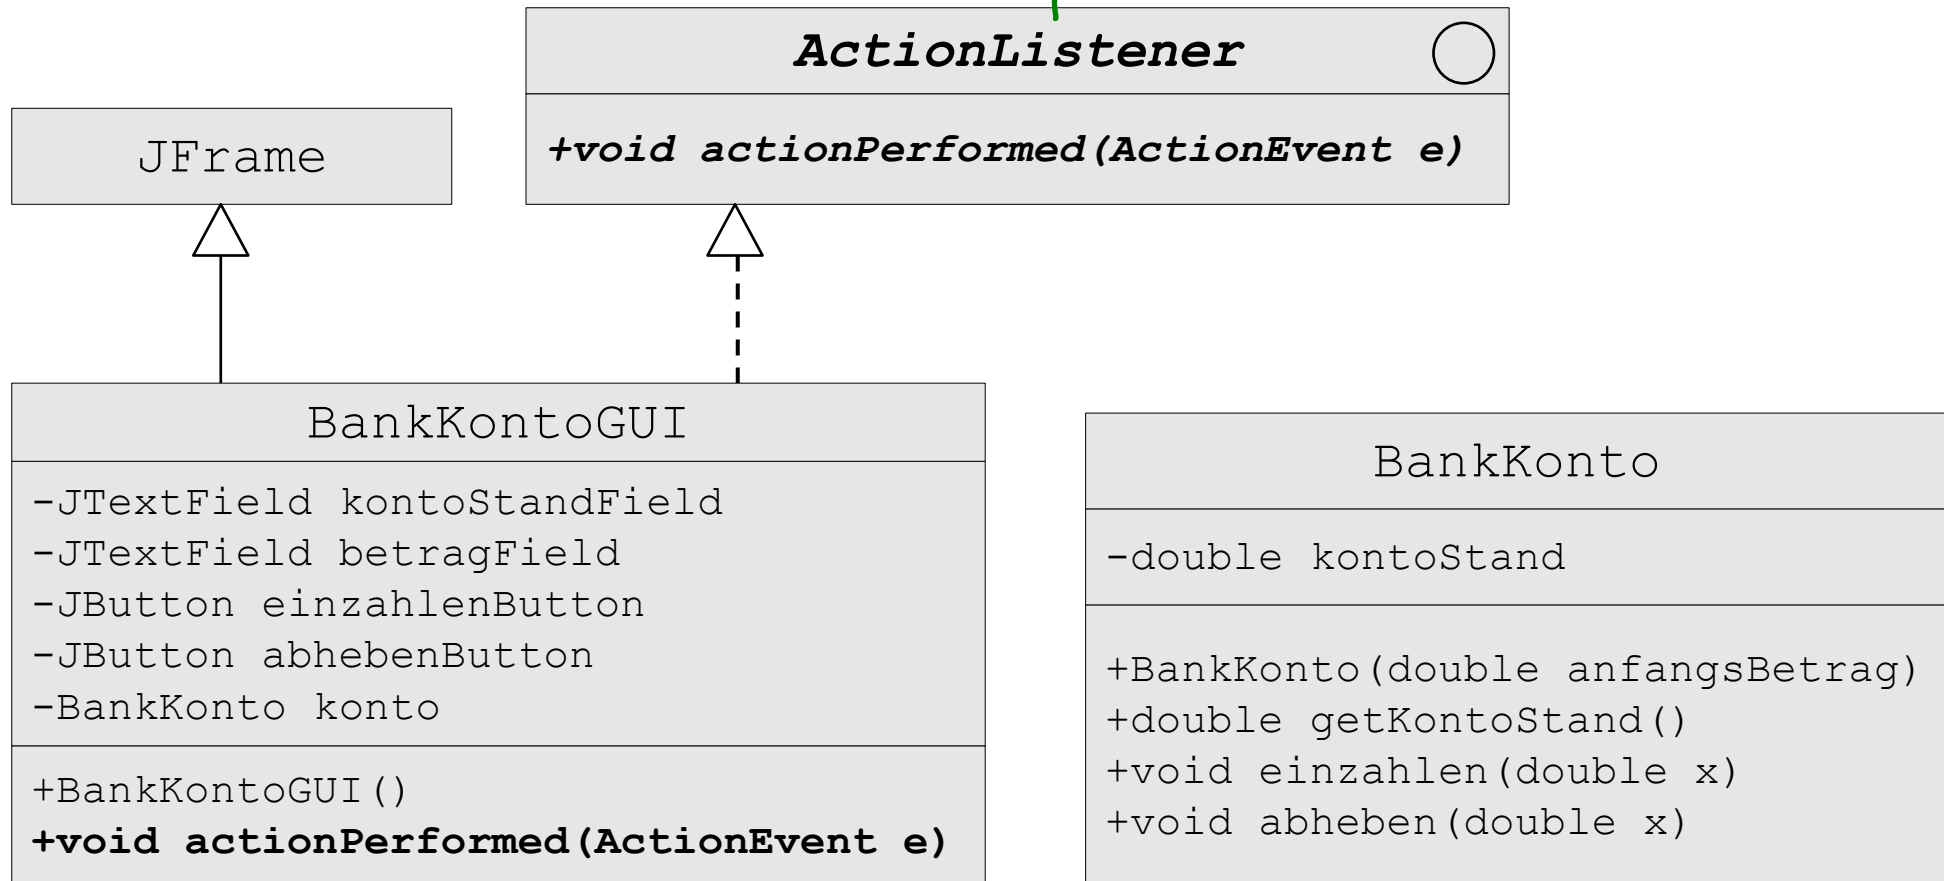 ActionListener
+void actionPerformed(ActionEvent e)
JFrame
BankKontoGUI
-JTextField kontoStandField
-JTextField betragField
-JButton einzahlenButton
-JButton abhebenButton
-BankKonto konto
+BankKontoGUI()
+void actionPerformed(ActionEvent e)
BankKonto
-double kontoStand
+BankKonto(double anfangsBetrag)
+double getKontoStand()
+void einzahlen(double x)
+void abheben(double x)